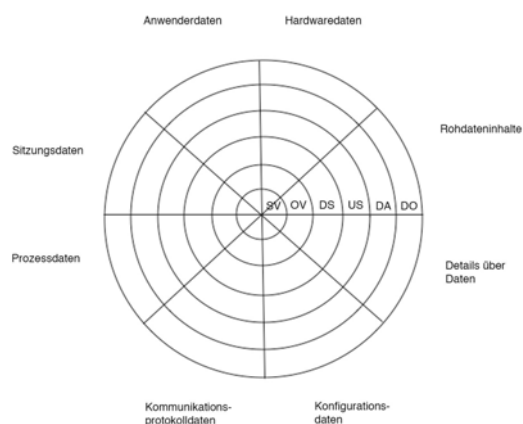 Anwenderdaten
Hardwaredaten
Rohdateninhalte
Sitzungsdaten
SV OV DS US DA DO
Prozessdaten
Details über
Daten
Kommunikations-
protokolldaten
Konfigurations-
daten